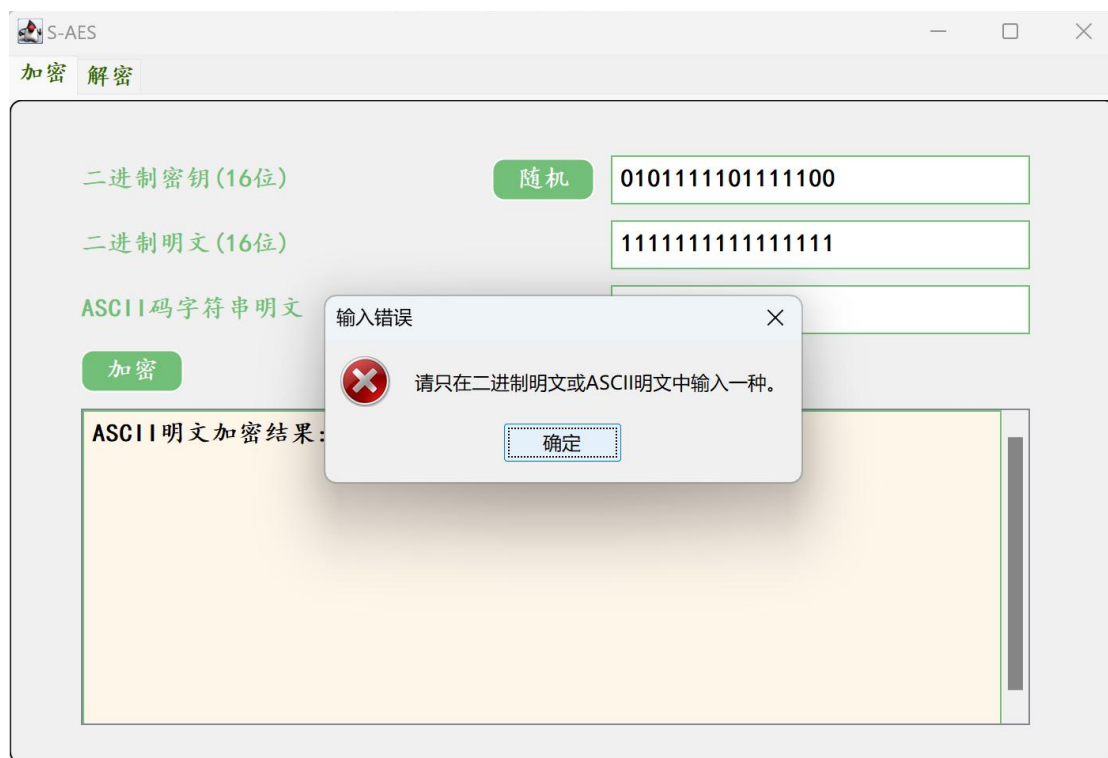 S-AES
加密 解密
二进制密钥(16位) 随机 0101111101111100
二进制明文(16位) 1111111111111111
ASCII码字符串明文
输入错误
加密
请只在二进制明文或ASCII明文中输入一种。
确定
ASCII明文加密结果: